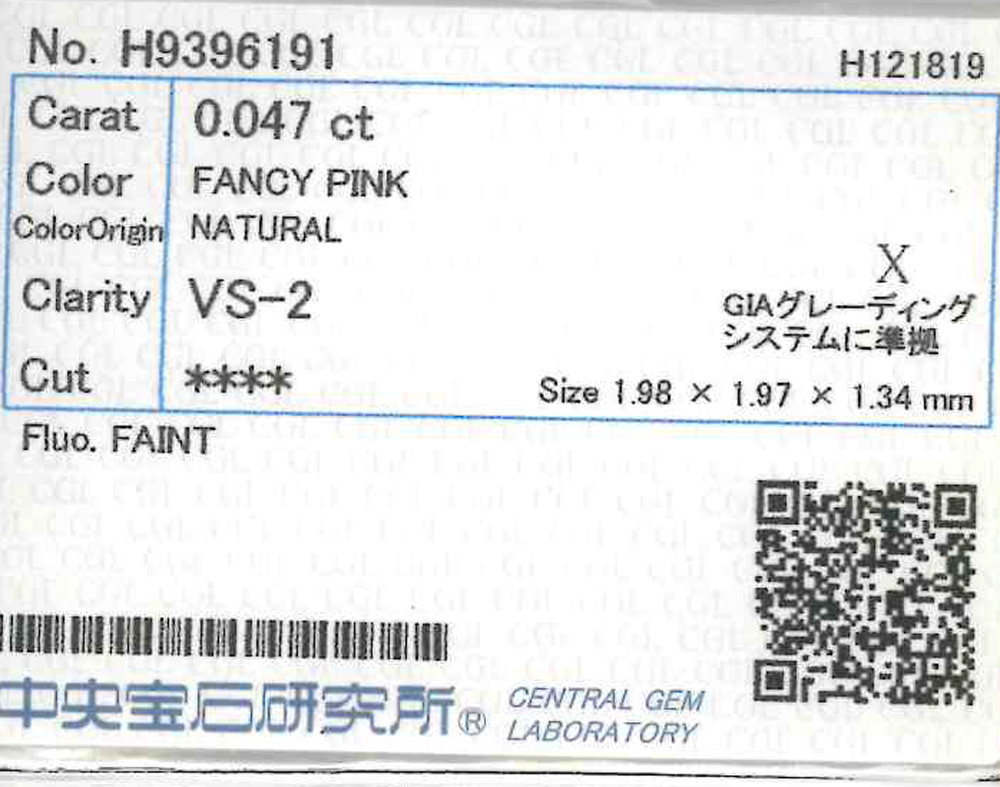 No. H9396191
H121819
Carat 0.047 ct
Color FANCY PINK
ColorOrigin NATURAL
Clarity VS-2
X
GIAグレーディング
システムに準拠
Cut ****
Size 1.98 × 1.97 × 1.34 mm
Fluo. FAINT
中央宝石研究所® CENTRAL GEM
LABORATORY